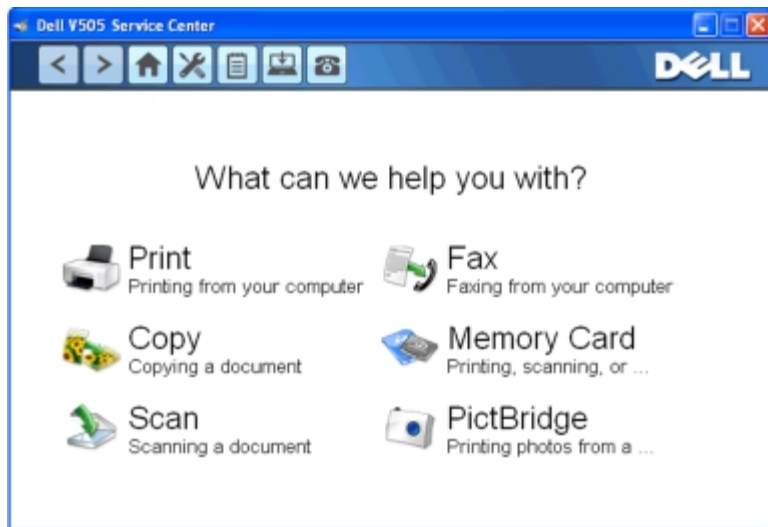 Dell V505 Service Center
DELL
What can we help you with?
Print
Printing from your computer
Fax
Faxing from your computer
Copy
Copying a document
Memory Card
Printing, scanning, or ...
Scan
Scanning a document
PictBridge
Printing photos from a ...